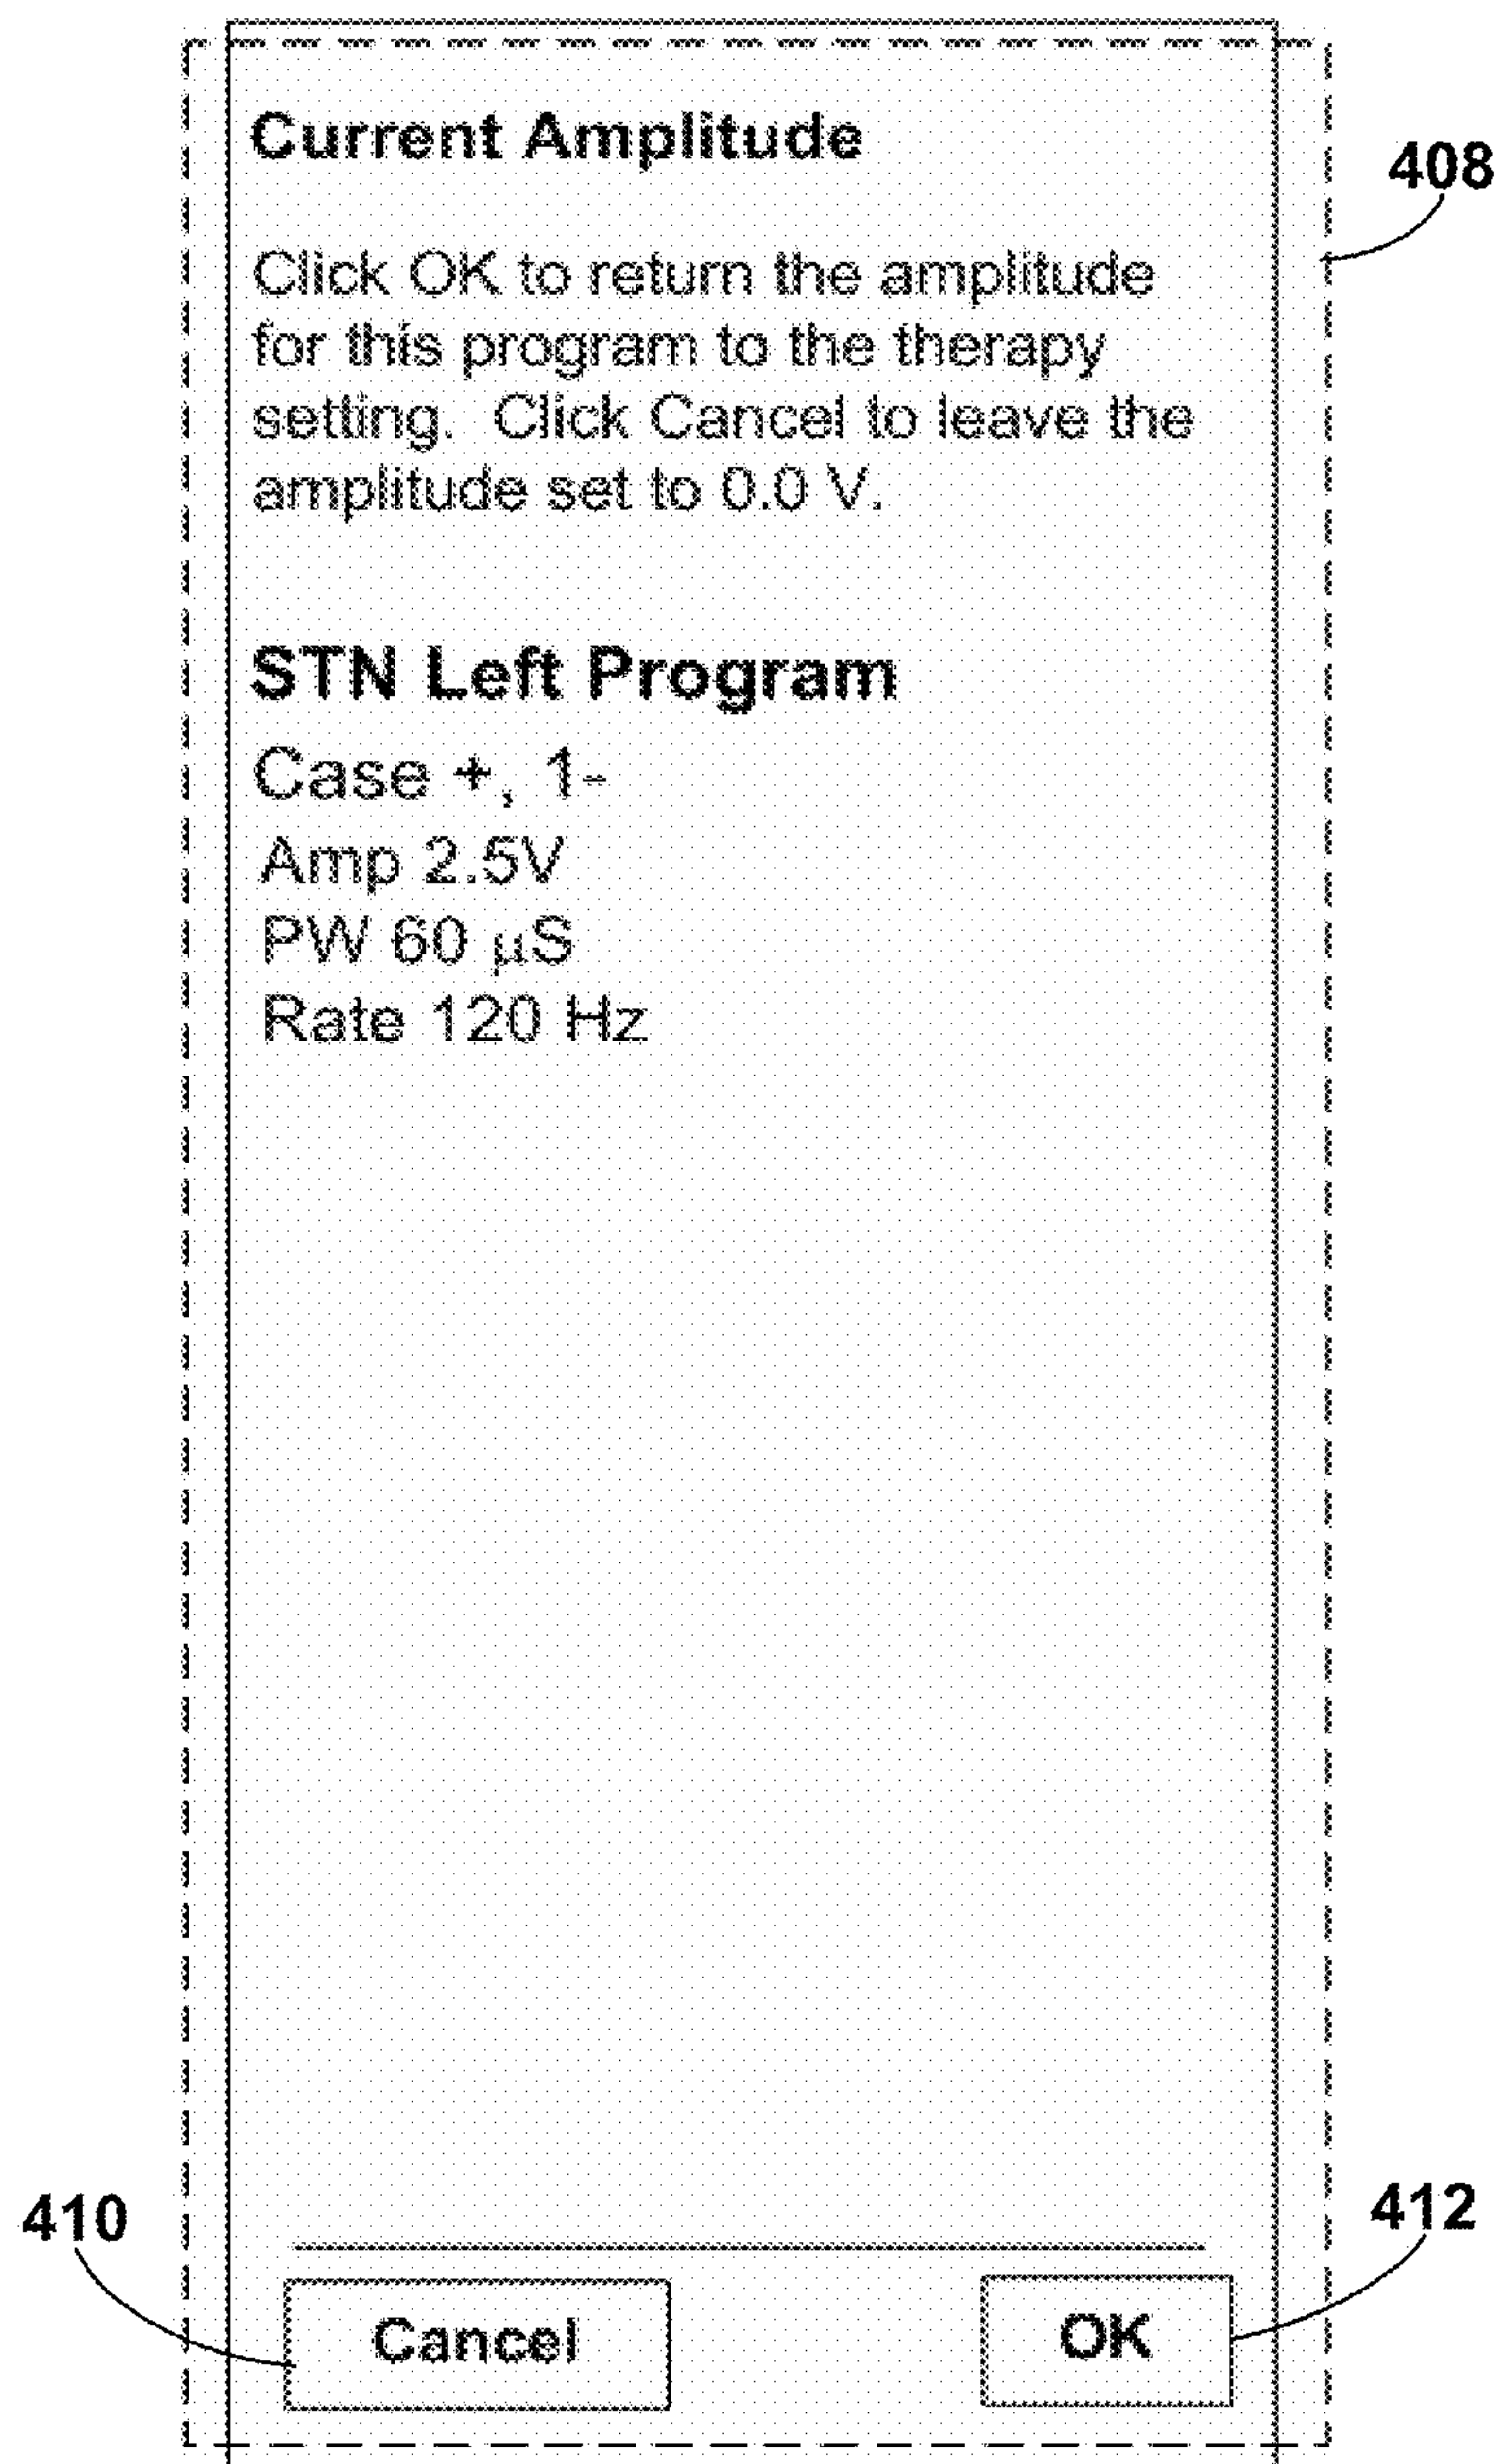 Current Amplitude
408
Click OK to return the amplitude
for this program to the therapy
setting.  Click Cancel to leave the
amplitude set to 0.0 V.
STN Left Program
Case +, 1-
Amp 2.5V
PW 60 µS
Rate 120 Hz
410
412
Cancel
OK